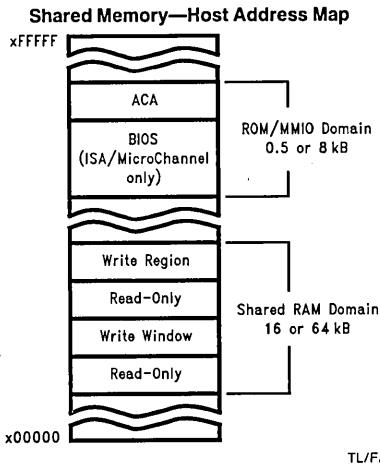 Shared Memory—Host Address Map
xFFFFF
ACA
BIOS
(ISA/MicroChannel
only)
ROM/MMIO Domain
0.5 or 8 kB
Write Region
Read-Only
Write Window
Read-Only
Shared RAM Domain
16 or 64 kB
x00000
TL/F